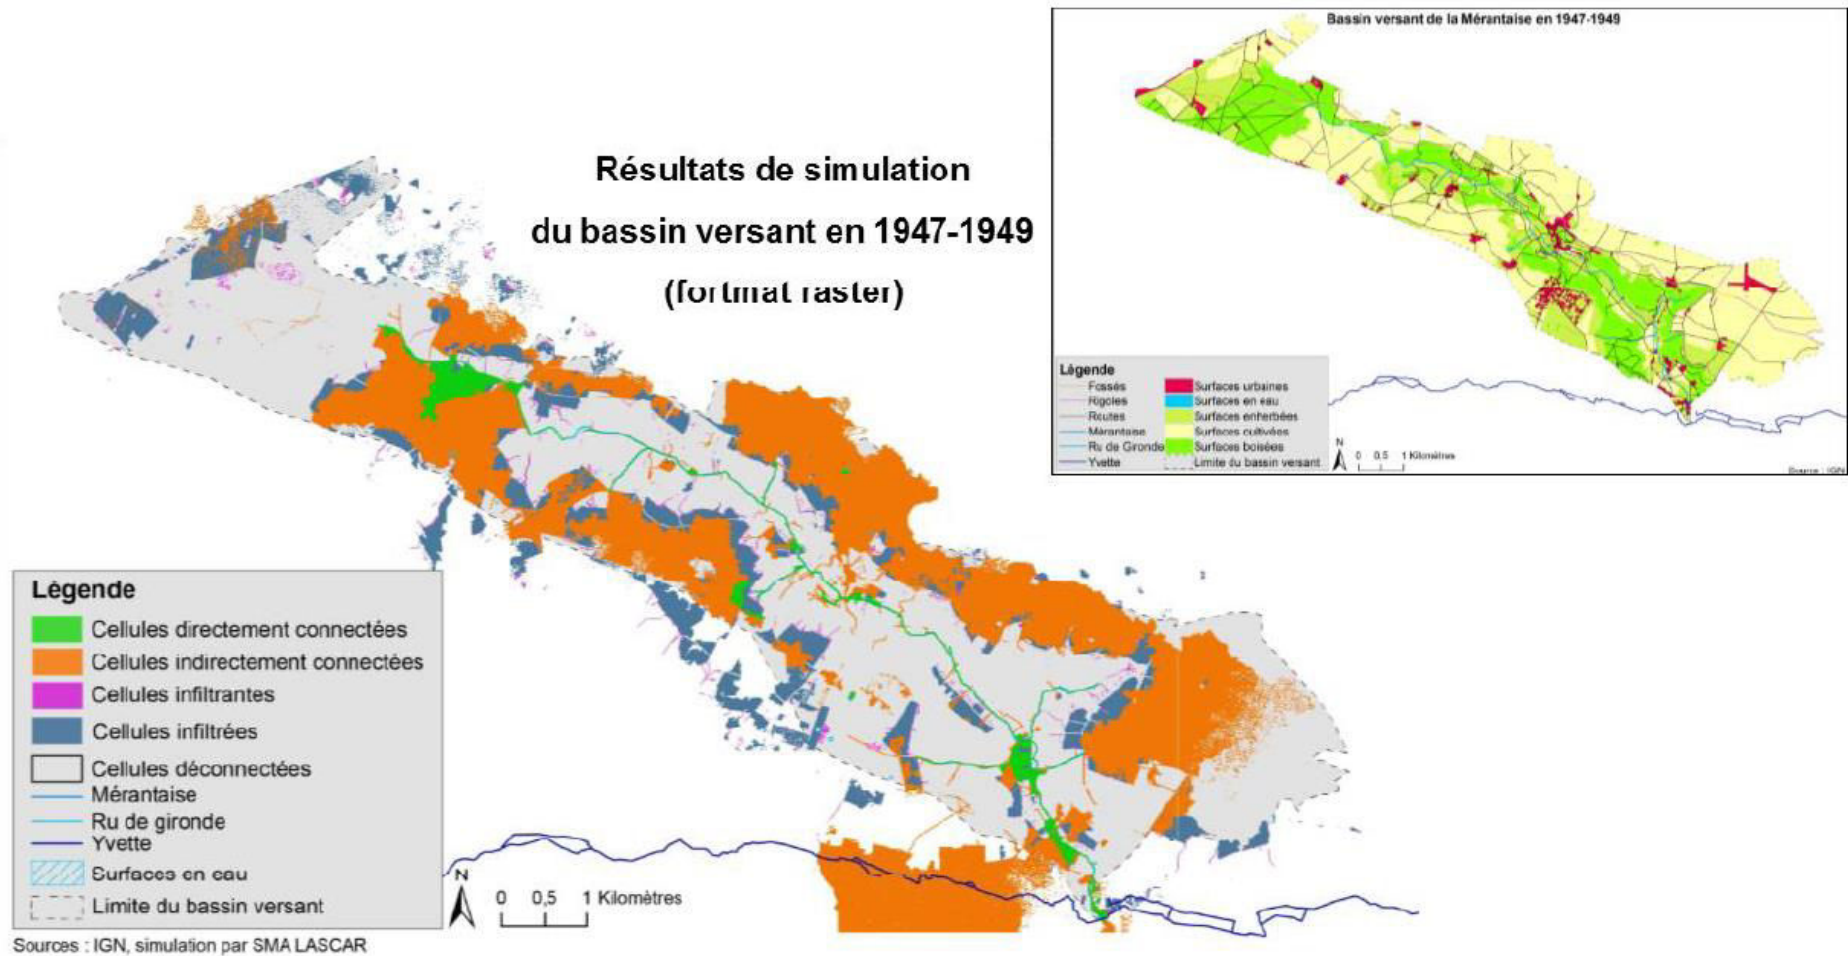 Résultats de simulation
du bassin versant en 1947-1949
(fortmat raster)
Légende
Cellules directement connectées
Cellules indirectement connectées
Cellules infiltrantes
Cellules infiltrées
Cellules déconnectées
Mérantaise
Ru de gironde
Yvette
Surfaces en eau
Limite du bassin versant
N
0 0,5 1 Kilomètres
Sources : IGN, simulation par SMA LASCAR
Bassin versant de la Mérantaise en 1947-1949
Légende
Fossés
Rigoles
Routes
Mérantaise
Ru de Gironde
Yvette
Surfaces urbaines
Surfaces en eau
Surfaces enherbées
Surfaces cultivées
Surfaces boisées
Limite du bassin versant
N
0 0,5 1 Kilomètres
Source : IGN